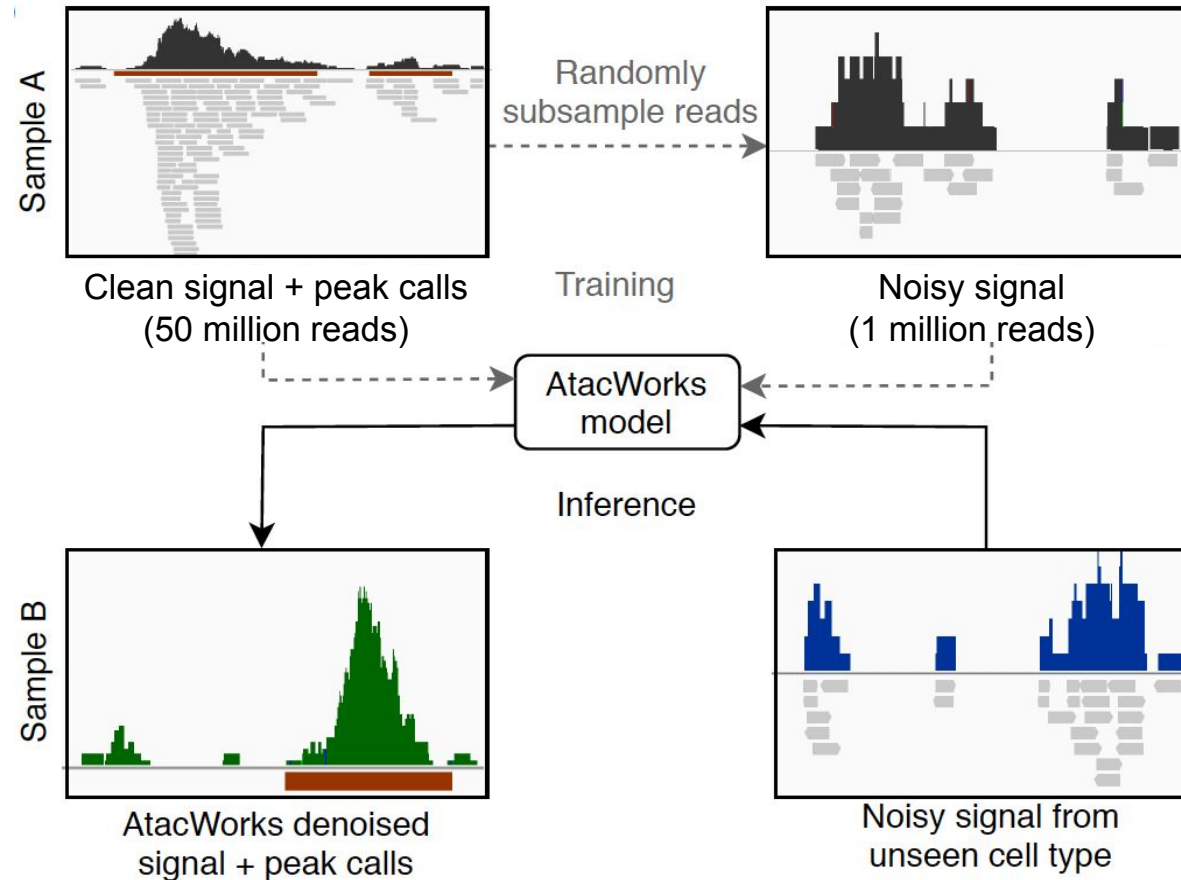 Sample A
Randomly
subsample reads
Clean signal + peak calls
(50 million reads)
Training
Noisy signal
(1 million reads)
AtacWorks
model
Inference
Sample B
AtacWorks denoised
signal + peak calls
Noisy signal from
unseen cell type